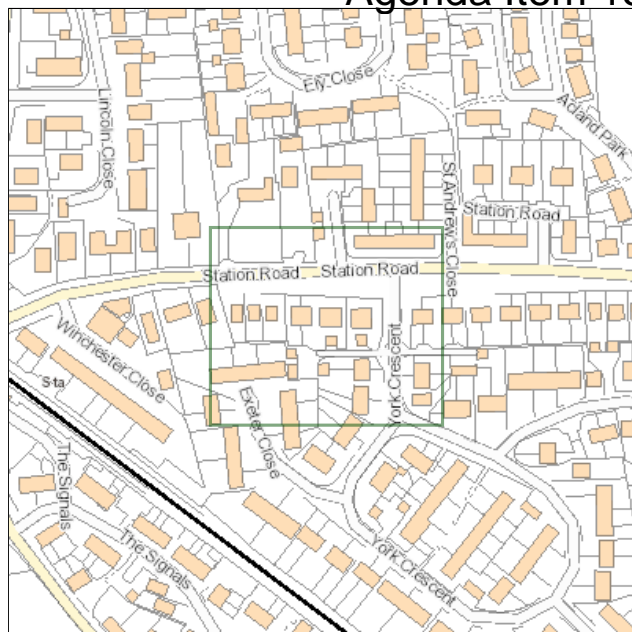 Agenda Item
Ely Close
Lincoln Close
Acland Park
St Andrew's Close
Station Road
Station Road
Station Road
Winchester Close
York Crescent
Sta
Exeter Close
The Signals
The Signals
York Crescent